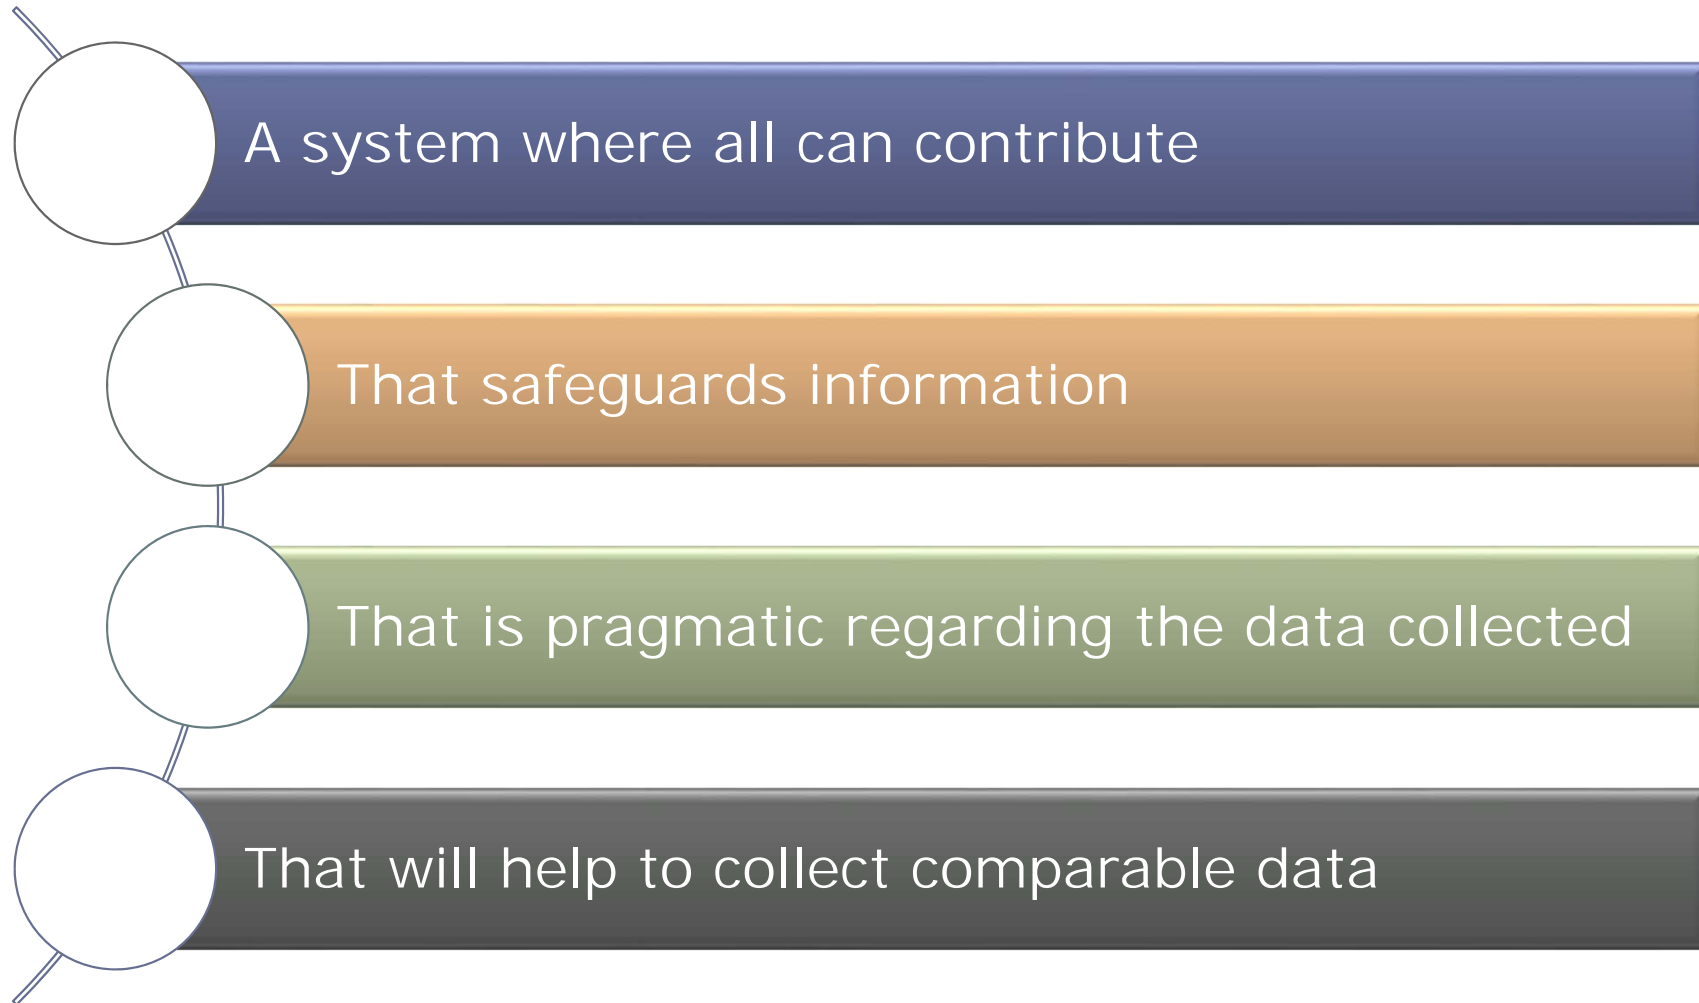 A system where all can contribute
That safeguards information
That is pragmatic regarding the data collected
That will help to collect comparable data